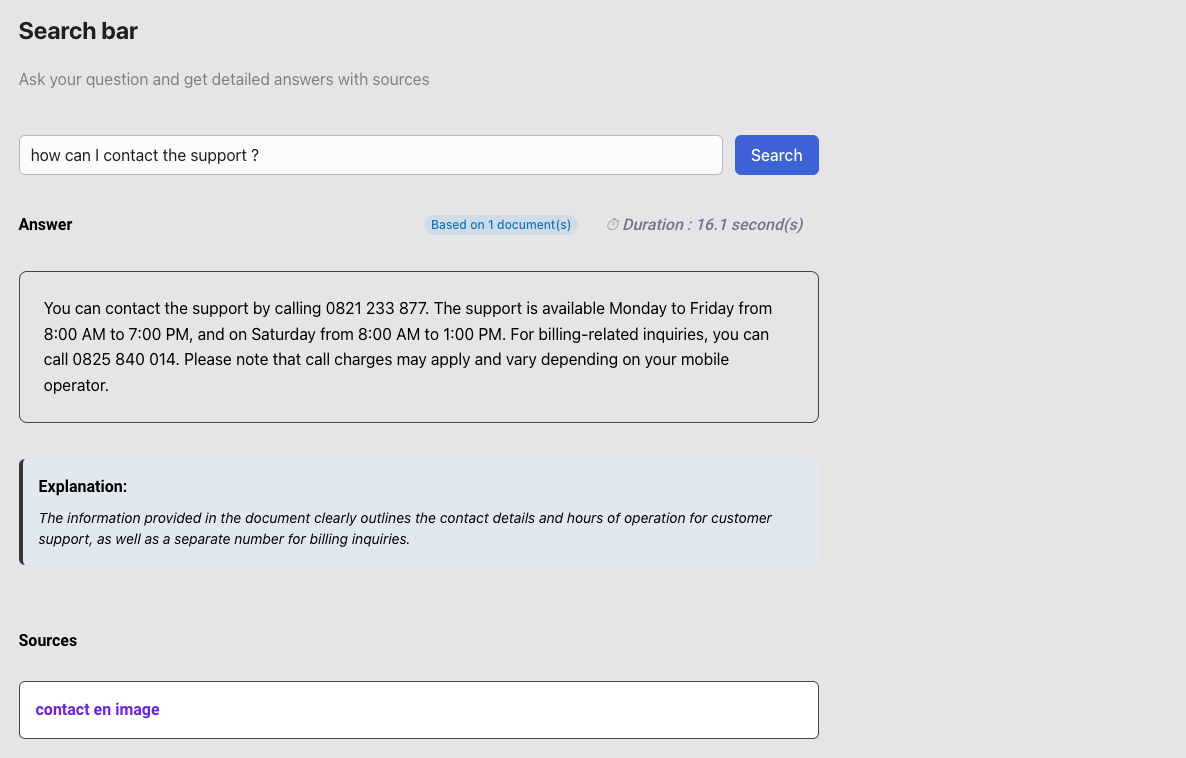 Search bar
Ask your question and get detailed answers with sources
how can I contact the support ?
Search
Answer
Based on 1 document(s)
⏱ Duration : 16.1 second(s)
You can contact the support by calling 0821 233 877. The support is available Monday to Friday from
8:00 AM to 7:00 PM, and on Saturday from 8:00 AM to 1:00 PM. For billing-related inquiries, you can
call 0825 840 014. Please note that call charges may apply and vary depending on your mobile
operator.
Explanation:
The information provided in the document clearly outlines the contact details and hours of operation for customer
support, as well as a separate number for billing inquiries.
Sources
contact en image